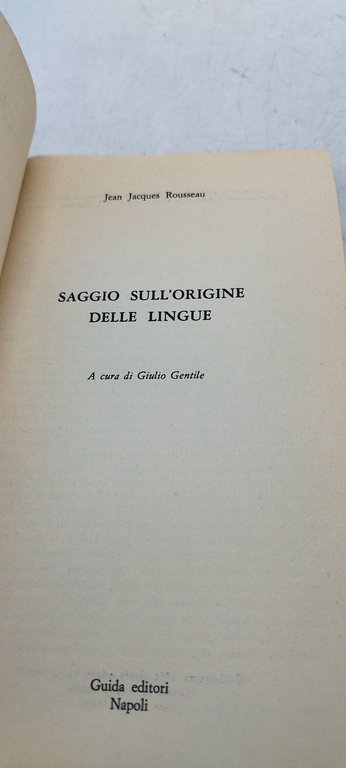 Jean Jacques Rousseau
SAGGIO SULL'ORIGINE
DELLE LINGUE
A cura di Giulio Gentile
Guida editori
Napoli